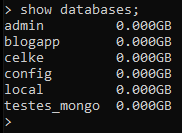 > show databases;
admin         0.000GB
blogapp       0.000GB
celke         0.000GB
config        0.000GB
local         0.000GB
testes_mongo  0.000GB
>